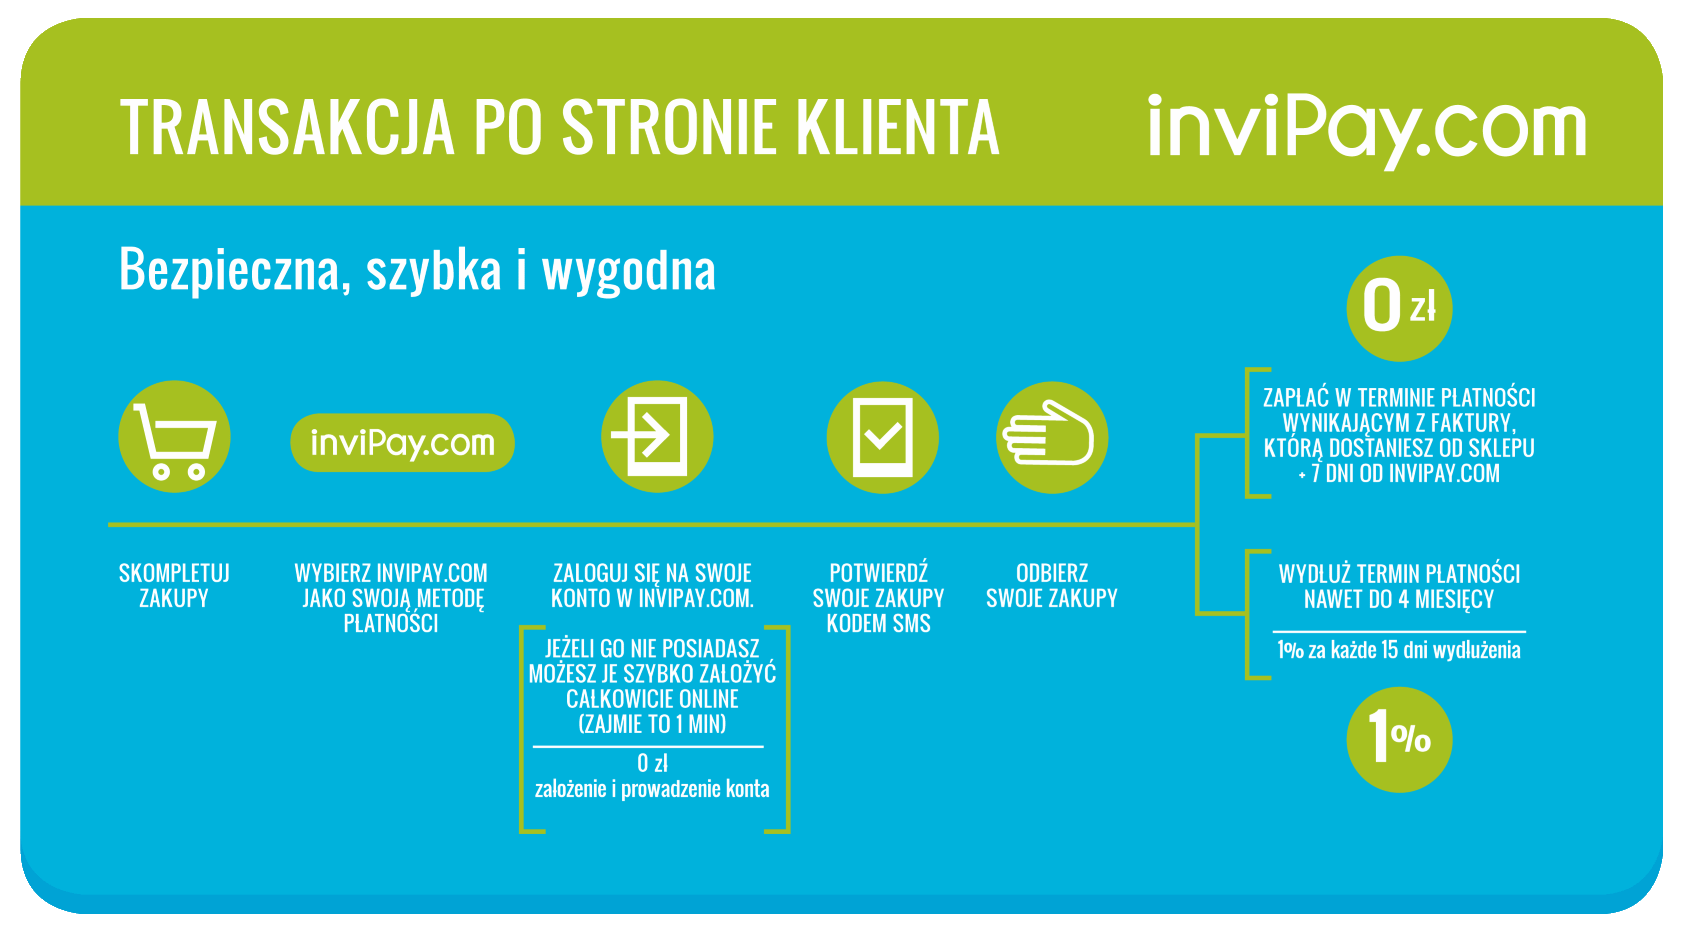 TRANSAKCJA PO STRONIE KLIENTA
inviPay.com
Bezpieczna, szybka i wygodna
inviPay.com
SKOMPLETUJ
ZAKUPY
WYBIERZ INVIPAY.COM
JAKO SWOJĄ METODĘ
PŁATNOŚCI
ZALOGUJ SIĘ NA SWOJE
KONTO W INVIPAY.COM.
JEŻELI GO NIE POSIADASZ
MOŻESZ JE SZYBKO ZAŁOŻYĆ
CAŁKOWICIE ONLINE
(ZAJMIE TO 1 MIN)
0 zł
założenie i prowadzenie konta
POTWIERDŹ
SWOJE ZAKUPY
KODEM SMS
ODBIERZ
SWOJE ZAKUPY
0 zł
ZAPŁAĆ W TERMINIE PŁATNOŚCI
WYNIKAJĄCYM Z FAKTURY,
KTÓRĄ DOSTANIESZ OD SKLEPU
+ 7 DNI OD INVIPAY.COM
WYDŁUŻ TERMIN PŁATNOŚCI
NAWET DO 4 MIESIĘCY
1% za każde 15 dni wydłużenia
1%